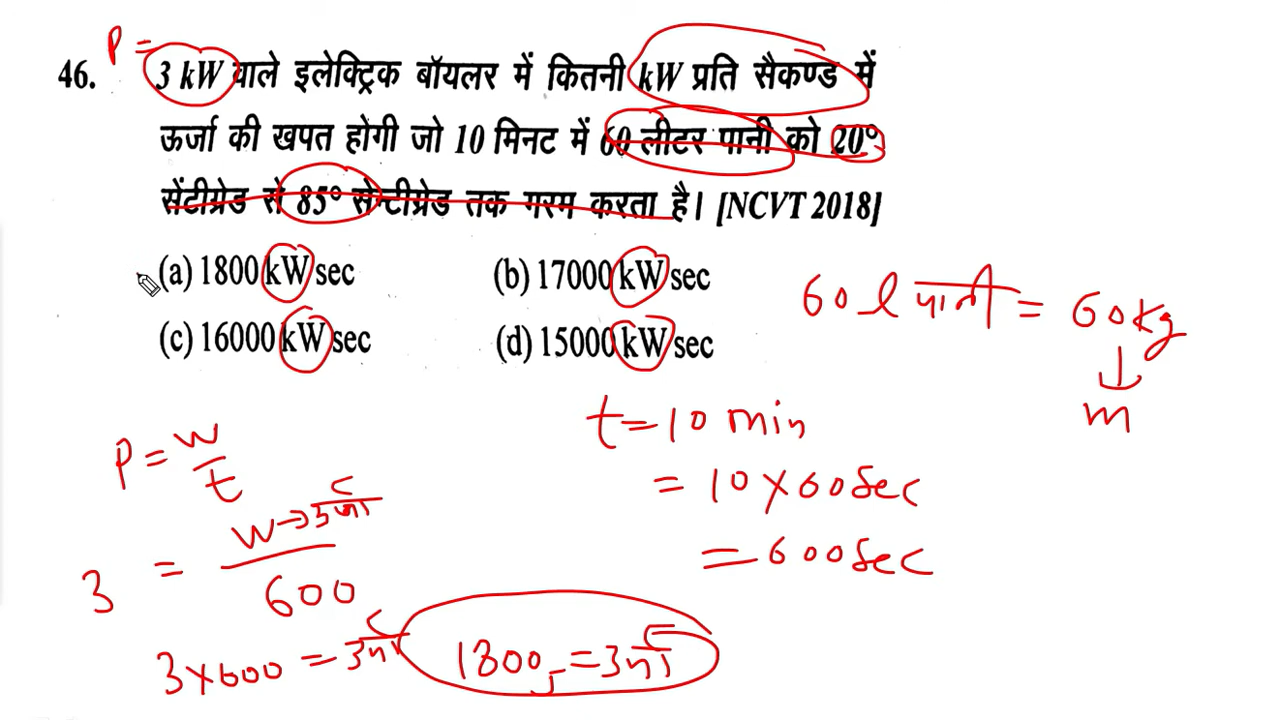 P =
46. 3 kW वाले इलेक्ट्रिक बॉयलर में कितनी kW प्रति सैकण्ड में
ऊर्जा की खपत होगी जो 10 मिनट में 60 लीटर पानी को 20°
सेंटीग्रेड से 85° सेन्टीग्रेड तक गरम करता है। [NCVT 2018]
(a) 1800 kW sec (b) 17000 kW sec
(c) 16000 kW sec (d) 15000 kW sec
60 l पानी = 60 kg
↓
m
t = 10 min
= 10 × 60 Sec
= 600 Sec
P = W/t
3 = W → ऊर्जा / 600
3 × 600 = ऊर्जा
1800 J = ऊर्जा